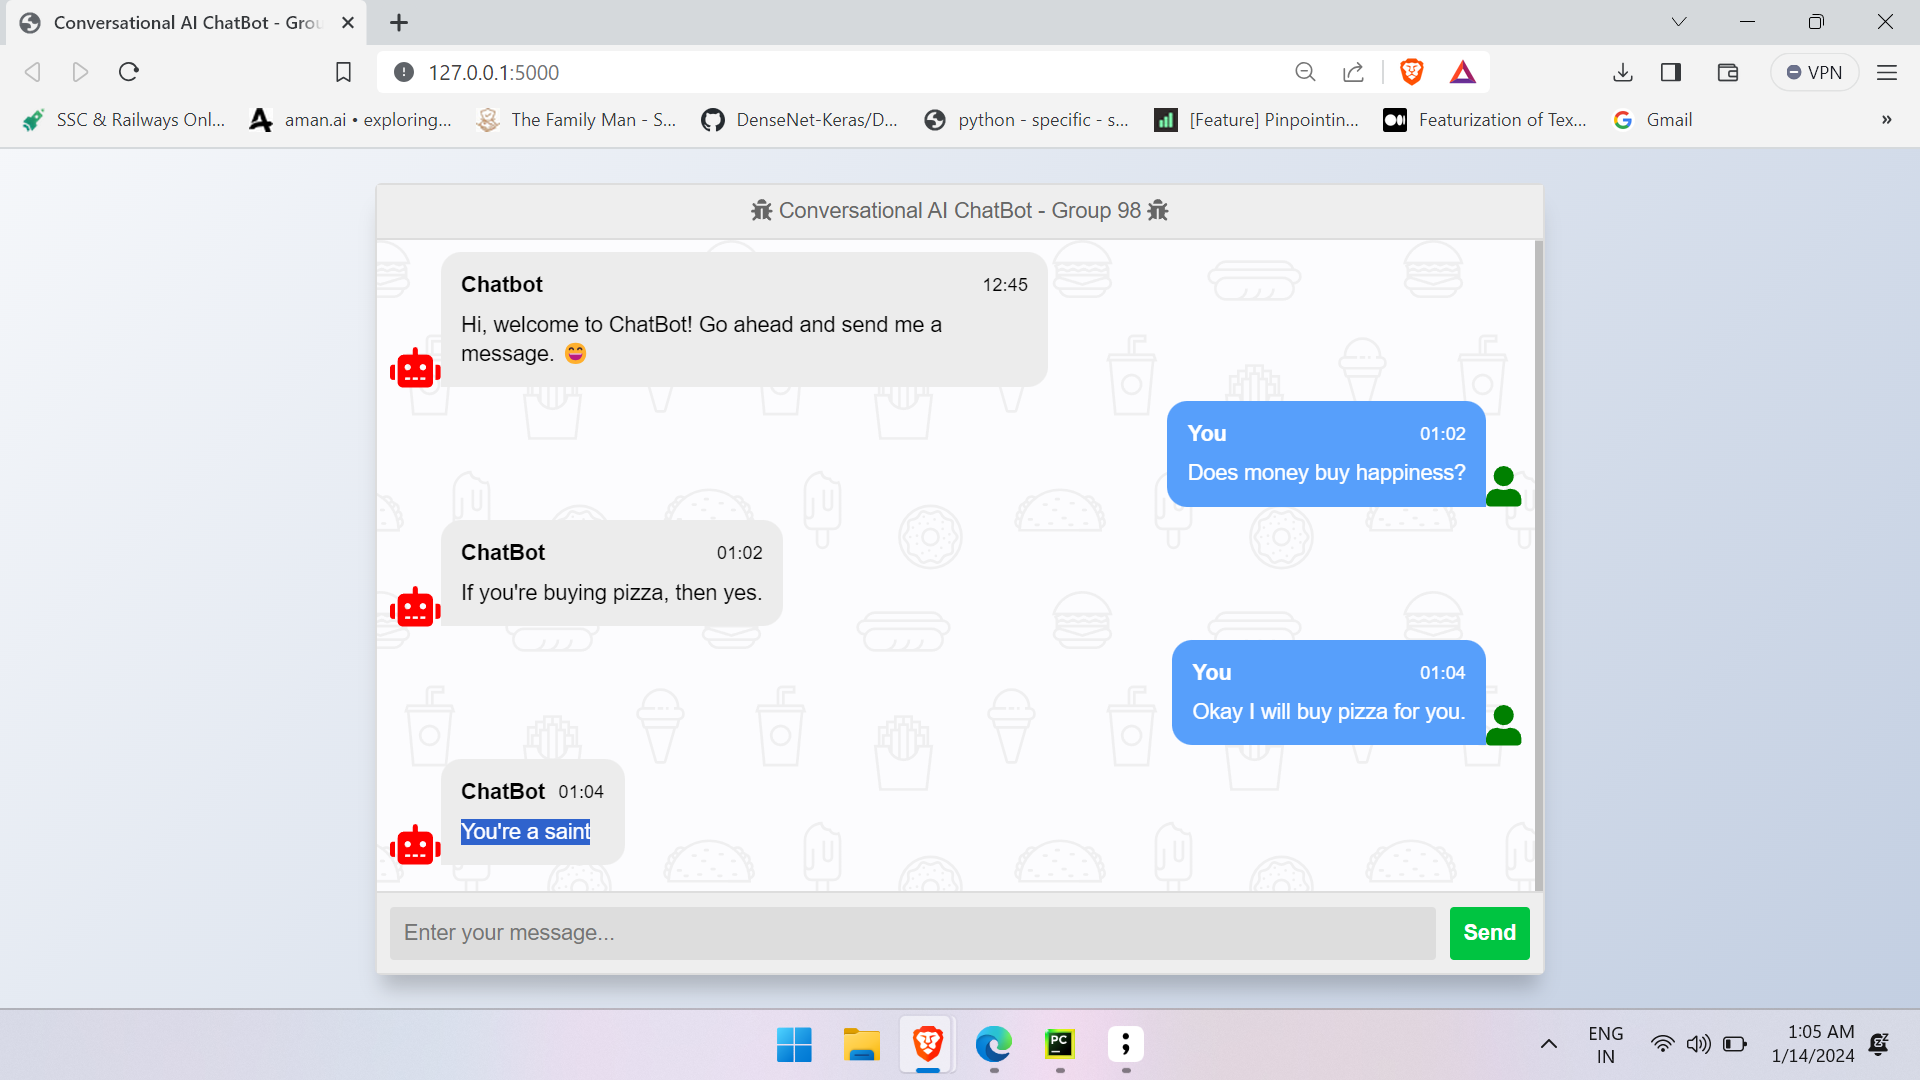 Conversational AI ChatBot - Grou
127.0.0.1:5000
VPN
SSC & Railways Onl...
aman.ai • exploring...
The Family Man - S...
DenseNet-Keras/D...
python - specific - s...
[Feature] Pinpointin...
Featurization of Tex...
Gmail
»
Conversational AI ChatBot - Group 98
Chatbot 12:45
Hi, welcome to ChatBot! Go ahead and send me a
message. 😄
You 01:02
Does money buy happiness?
ChatBot 01:02
If you're buying pizza, then yes.
You 01:04
Okay I will buy pizza for you.
ChatBot 01:04
You're a saint
Enter your message...
Send
PC
ENG
IN
1:05 AM
1/14/2024